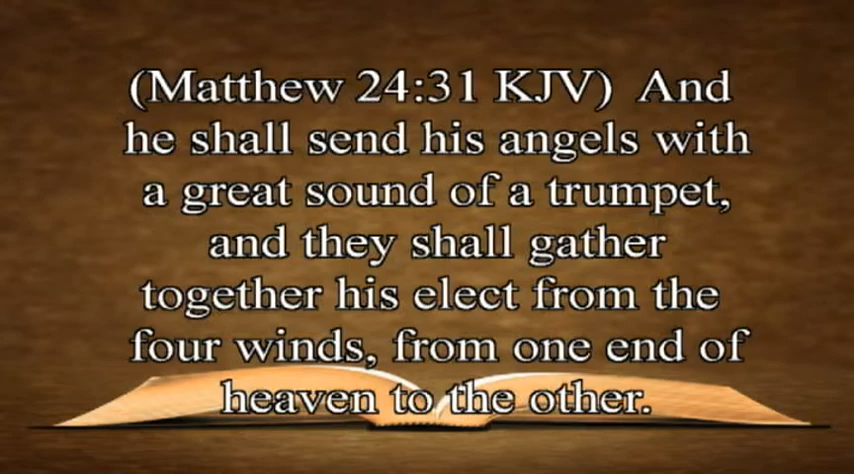 (Matthew 24:31 KJV) And
he shall send his angels with
a great sound of a trumpet,
and they shall gather
together his elect from the
four winds, from one end of
heaven to the other.